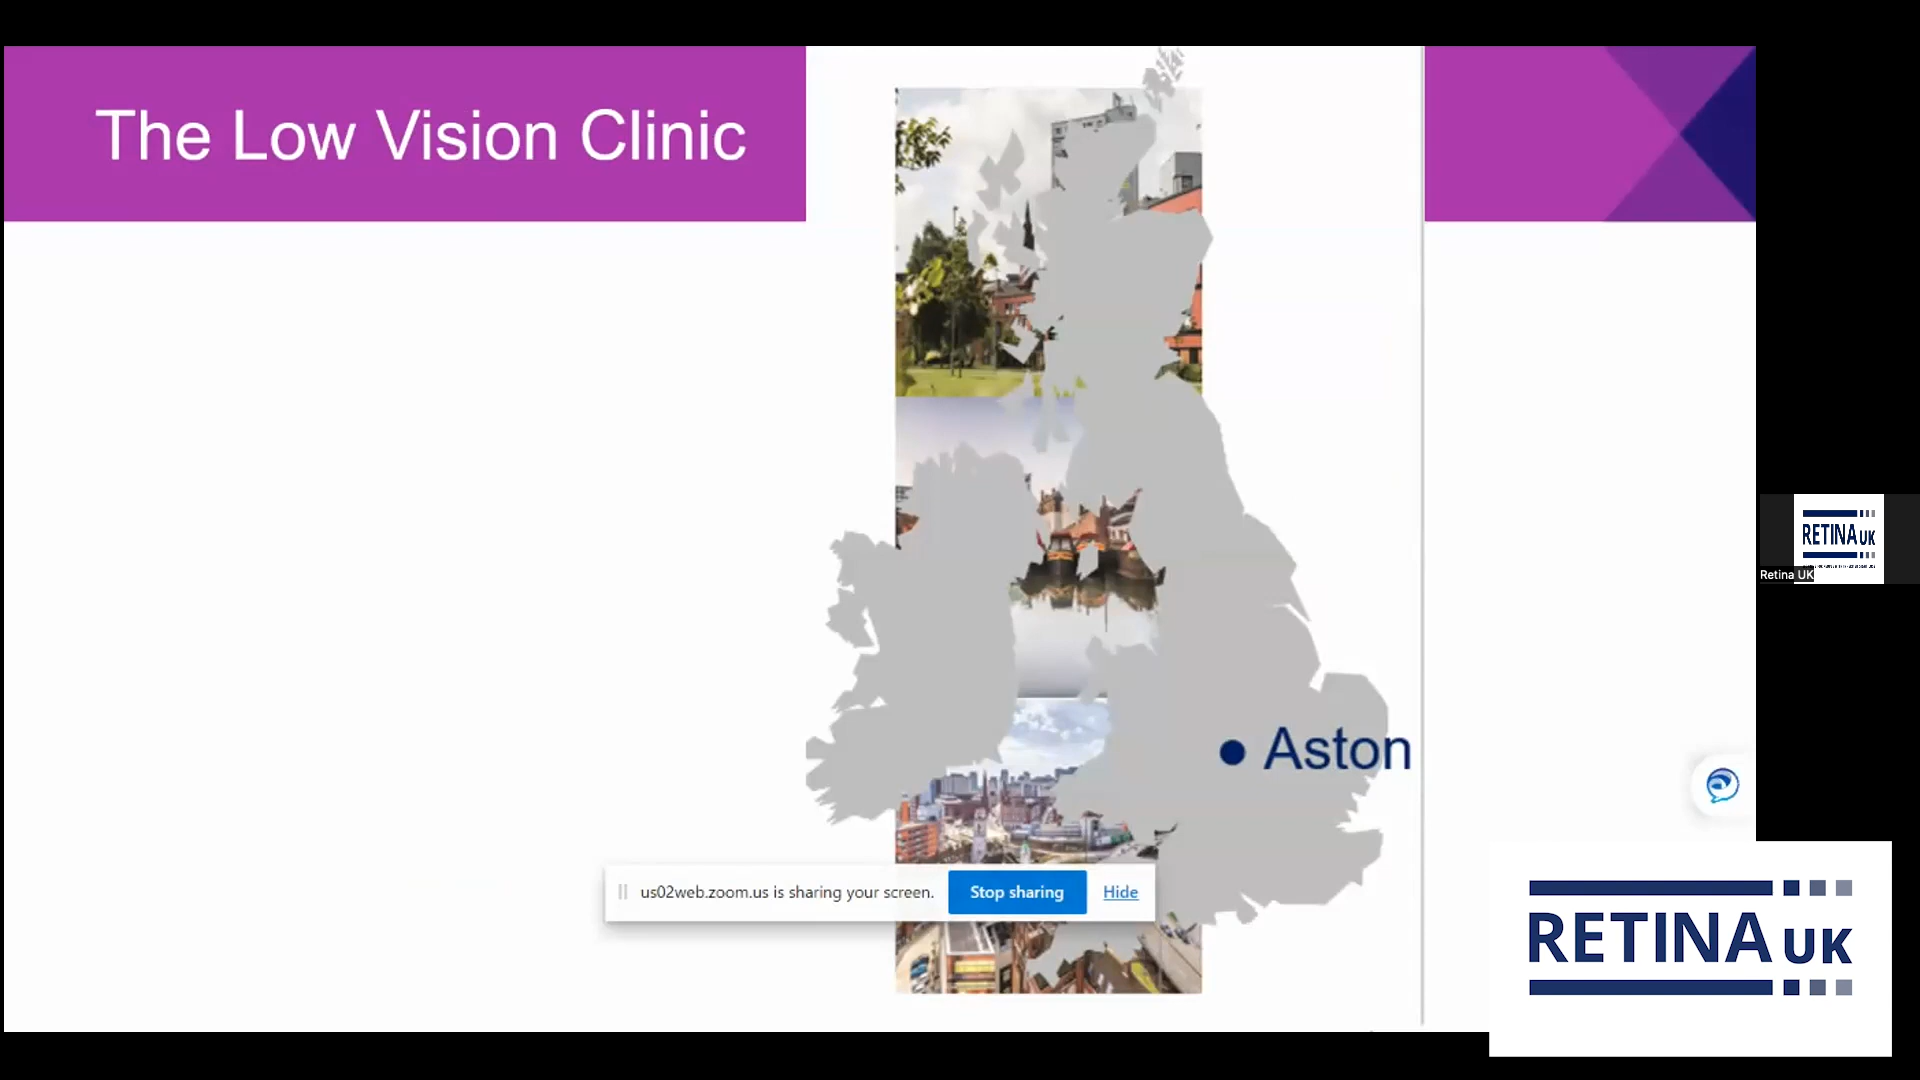 The Low Vision Clinic
Aston
us02web.zoom.us is sharing your screen.
Stop sharing
Hide
RETINA UK
Retina UK
RETINA UK